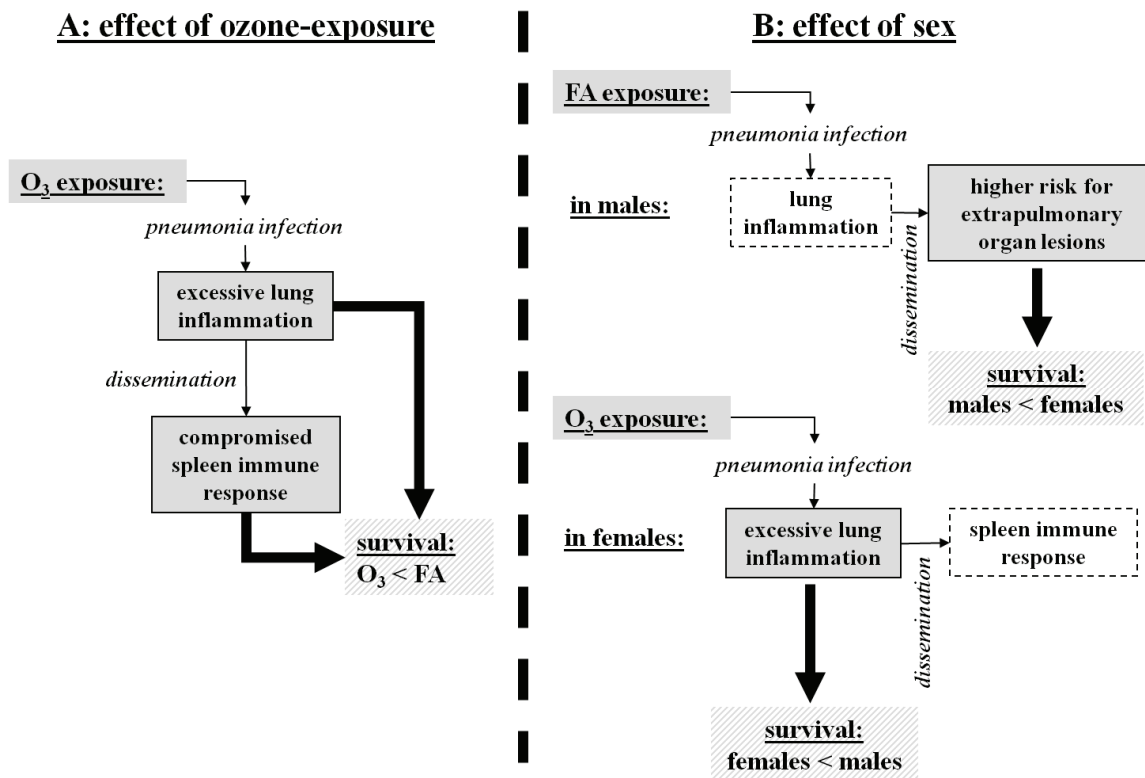 A: effect of ozone-exposure
O₃ exposure:
pneumonia infection
excessive lung
inflammation
dissemination
compromised
spleen immune
response
survival:
O₃ < FA
B: effect of sex
FA exposure:
pneumonia infection
in males:
lung
inflammation
dissemination
higher risk for
extrapulmonary
organ lesions
survival:
males < females
O₃ exposure:
pneumonia infection
in females:
excessive lung
inflammation
dissemination
spleen immune
response
survival:
females < males